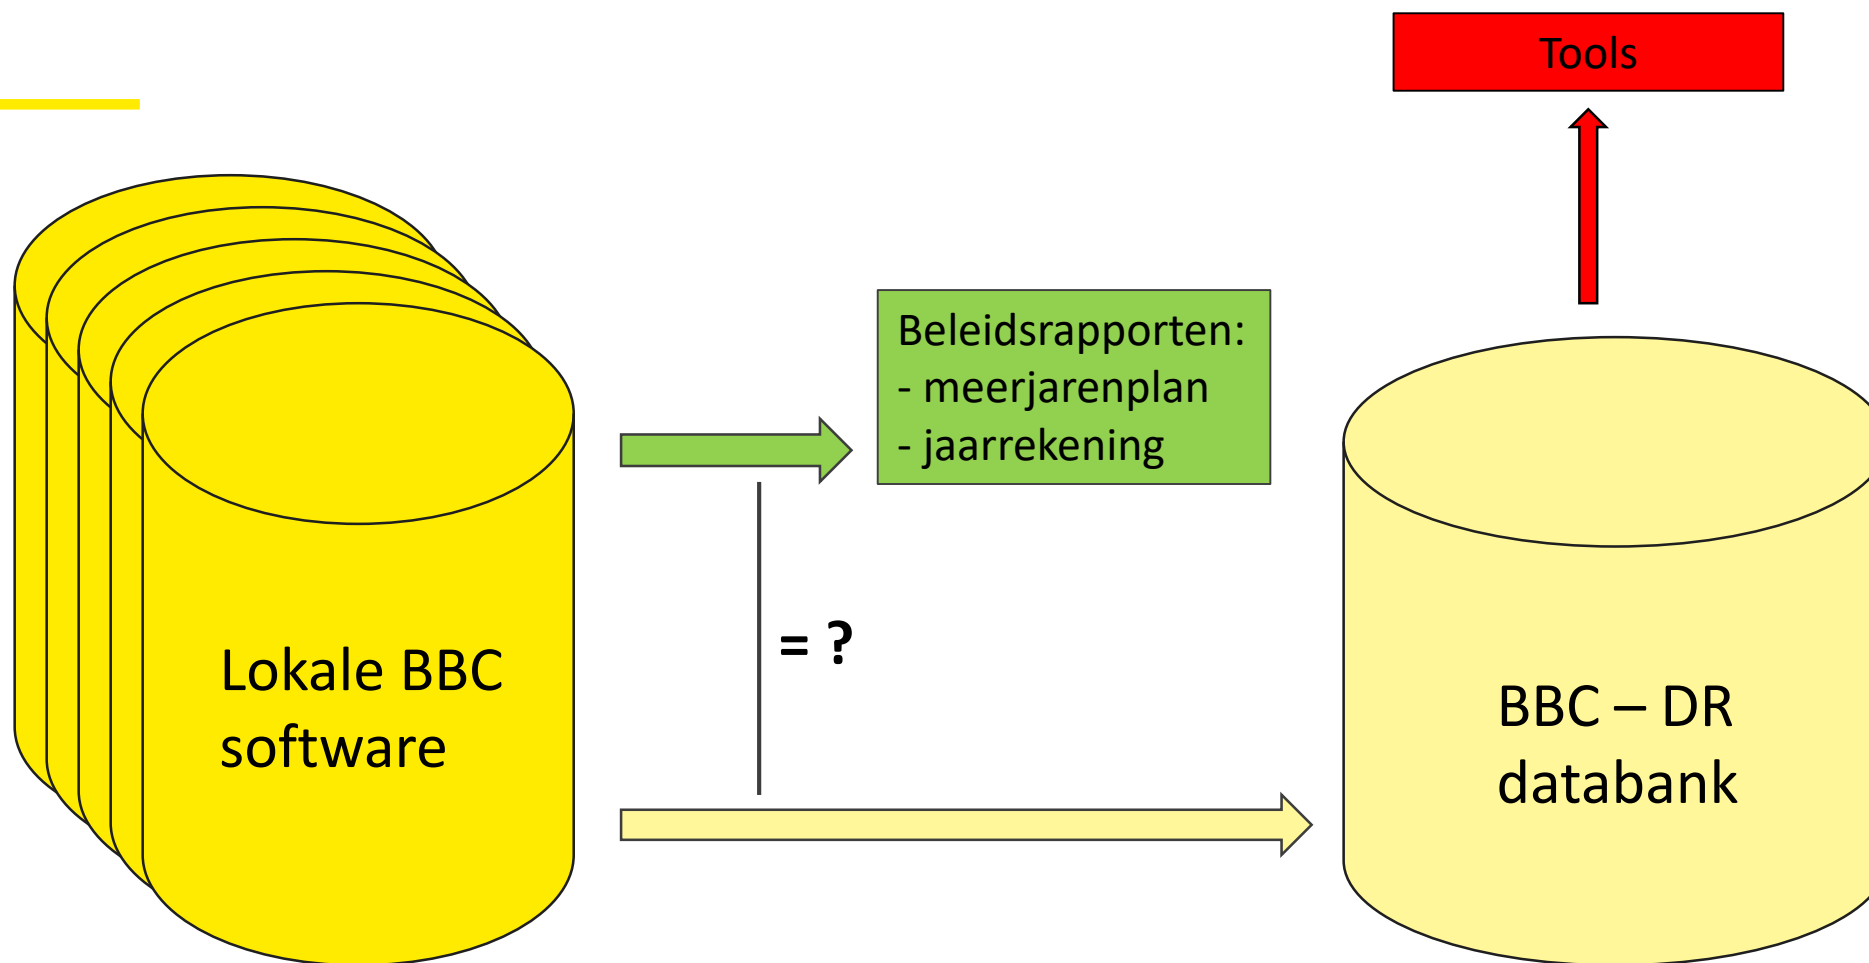 Tools
Beleidsrapporten:
- meerjarenplan
- jaarrekening
= ?
Lokale BBC
software
BBC – DR
databank